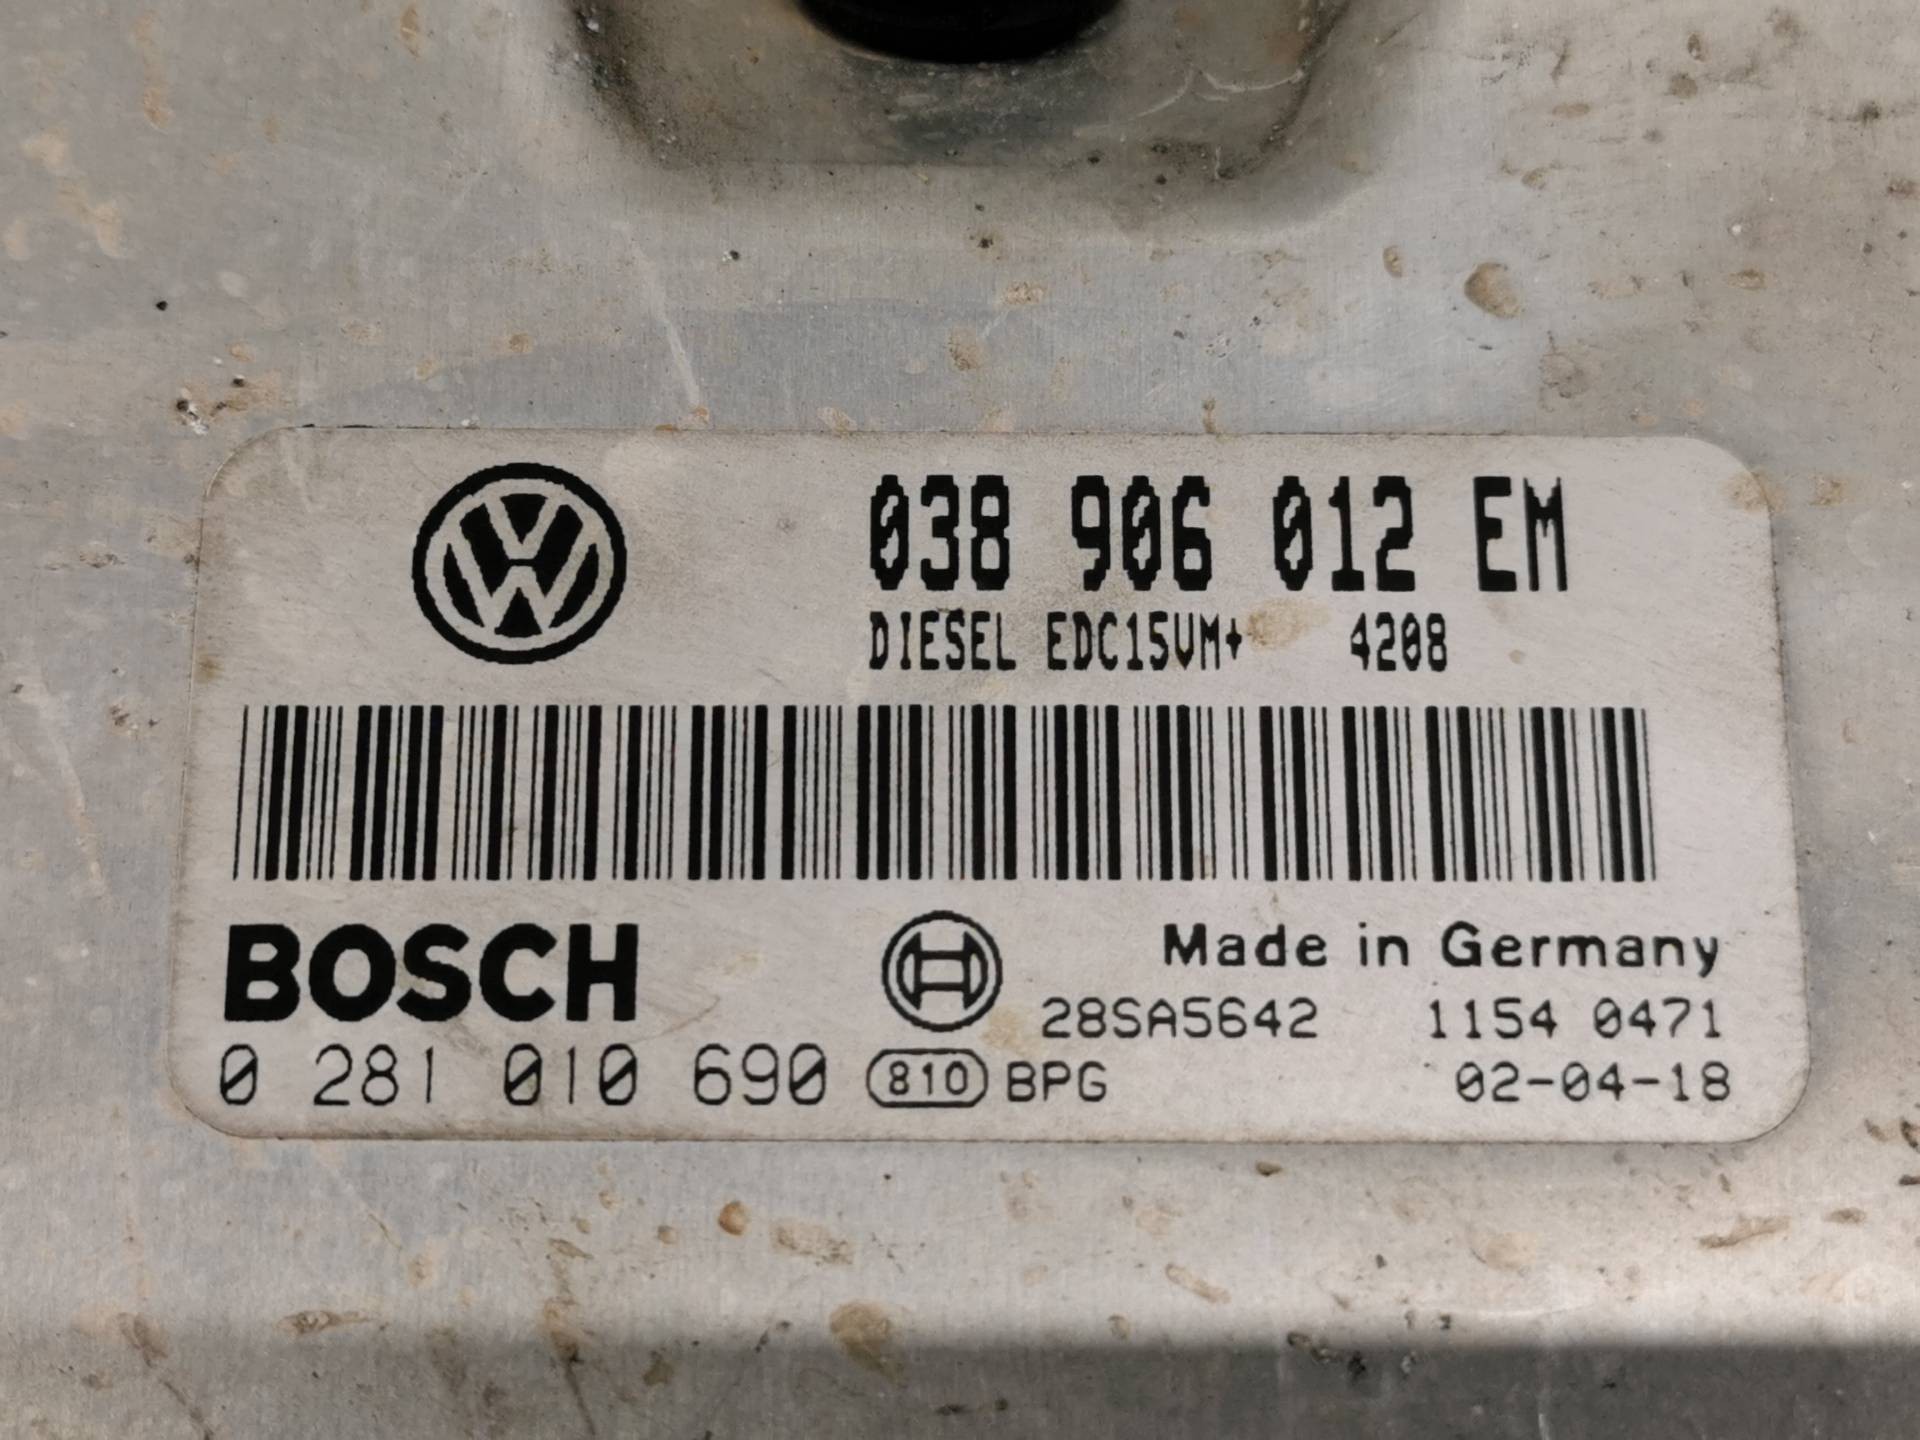 038 906 012 EM
DIESEL EDC15VM+ 4208
BOSCH
Made in Germany
28SA5642 1154 0471
0 281 010 690 810 BPG 02-04-18